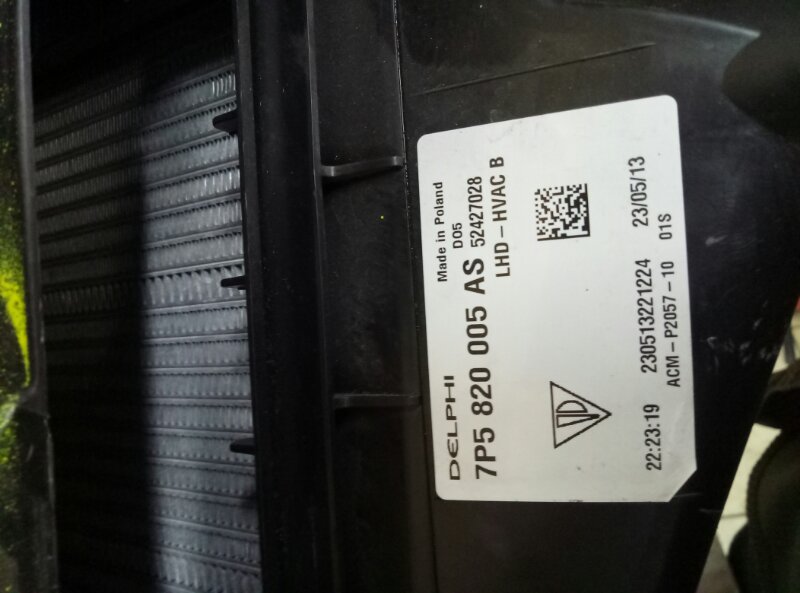 Made in Poland
DELPHI D05
7P5 820 005 AS 52427028
LHD-HVAC B
22:23:19 230513221224 23/05/13
ACM-P2057-10 01S